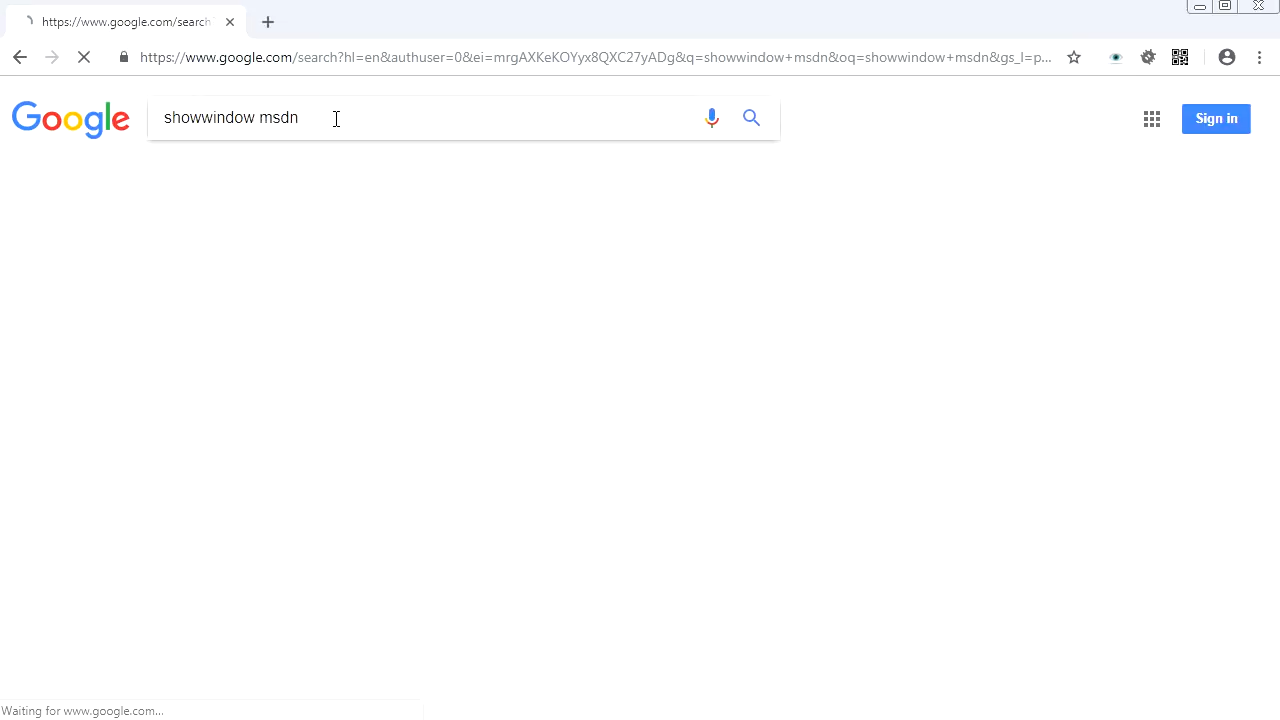 https://www.google.com/search
https://www.google.com/search?hl=en&authuser=0&ei=mrgAXKeKOYyx8QXC27yADg&q=showwindow+msdn&oq=showwindow+msdn&gs_l=p...
Google
showwindow msdn
Sign in
Waiting for www.google.com...